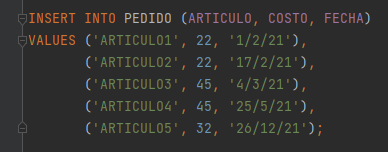 INSERT INTO PEDIDO (ARTICULO, COSTO, FECHA)
VALUES ('ARTICULO1', 22, '1/2/21'),
('ARTICULO2', 22, '17/2/21'),
('ARTICULO3', 45, '4/3/21'),
('ARTICULO4', 45, '25/5/21'),
('ARTICULO5', 32, '26/12/21');